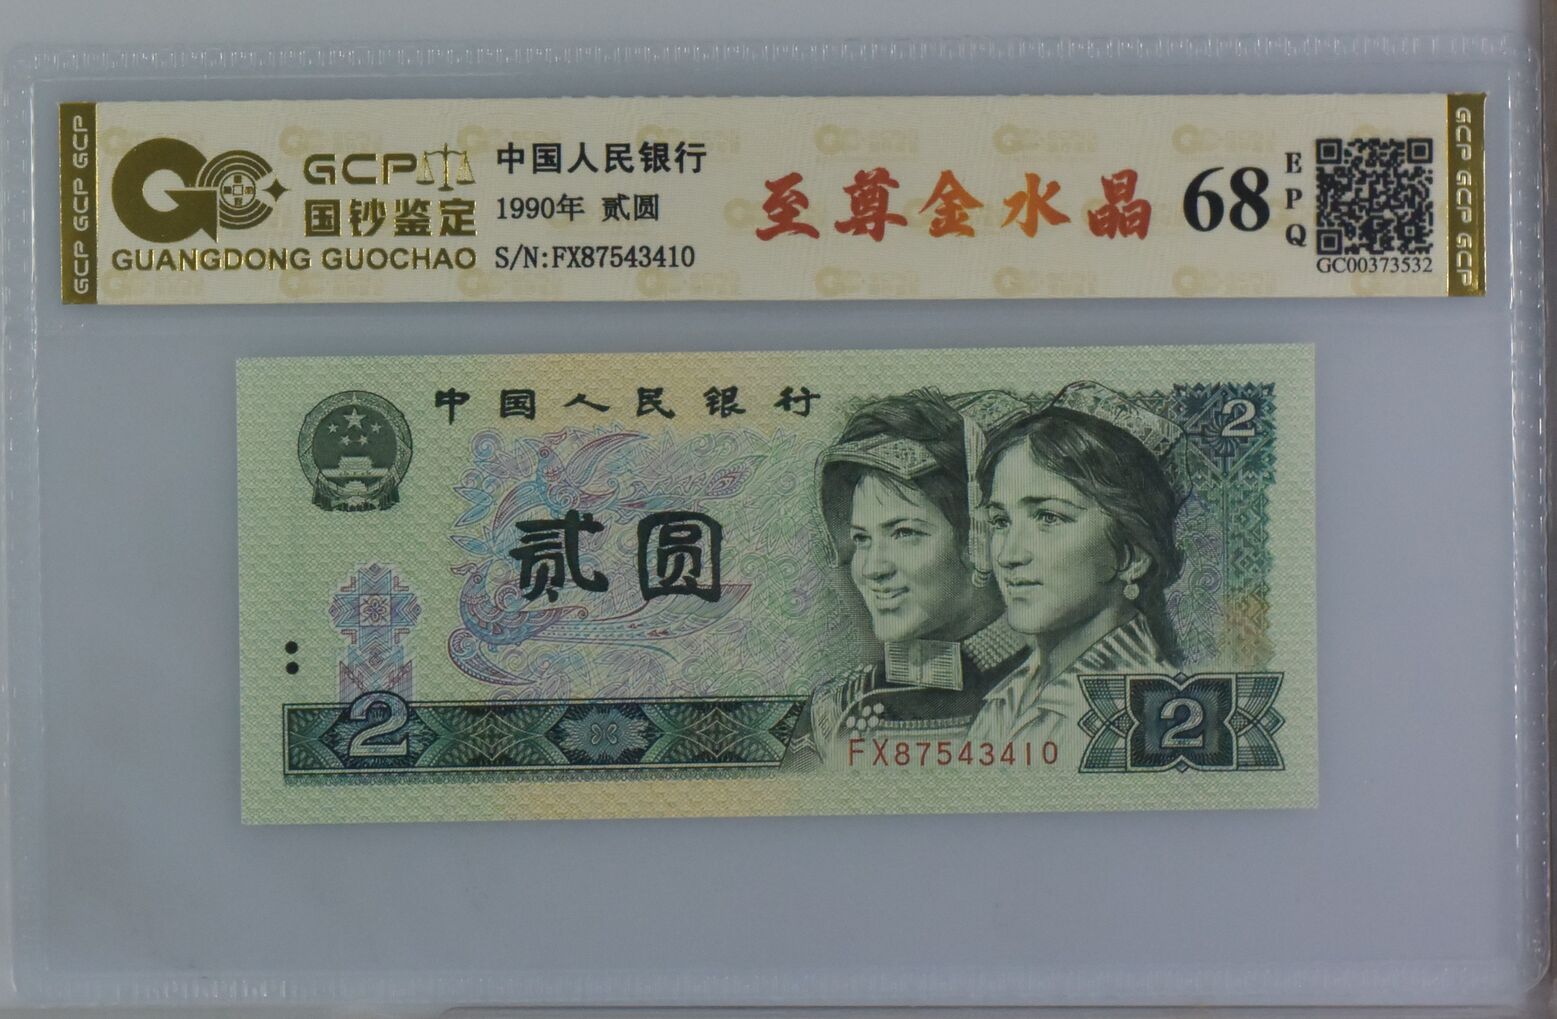 GCP GCP GCP
GCP
国钞鉴定
GUANGDONG GUOCHAO
中国人民银行
1990年 贰圆
S/N:FX87543410
至尊金水晶
68
EPQ
GC00373532
GCP GCP GCP
中国人民银行
2
贰圆
2
FX87543410
2